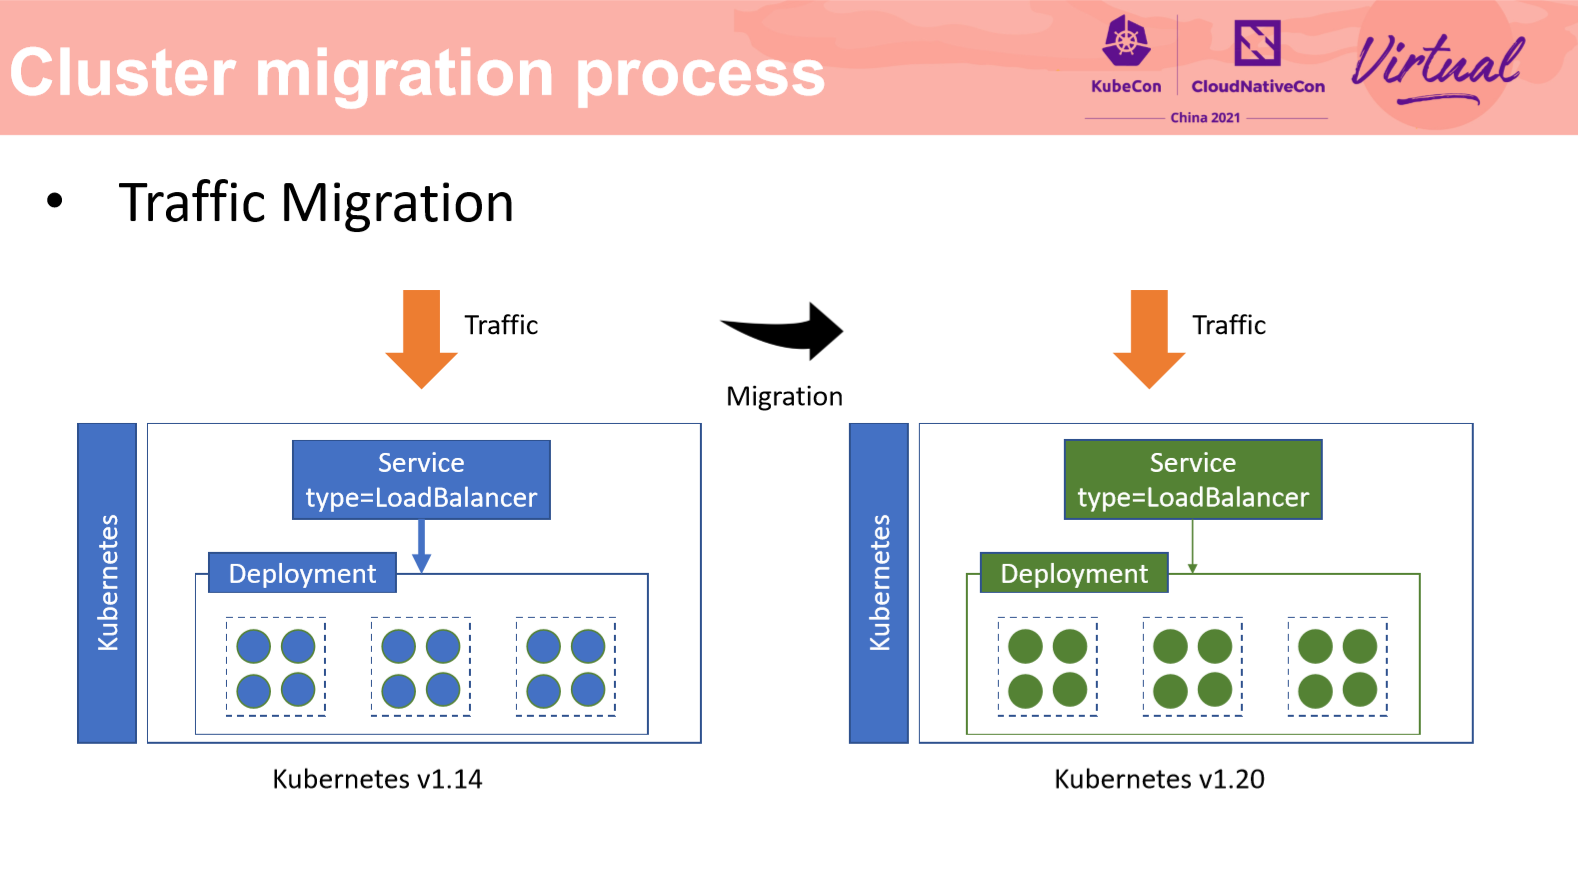 Cluster migration process
KubeCon
CloudNativeCon
China 2021
Virtual
• Traffic Migration
Traffic
Migration
Traffic
Kubernetes
Service
type=LoadBalancer
Deployment
Kubernetes v1.14
Kubernetes
Service
type=LoadBalancer
Deployment
Kubernetes v1.20